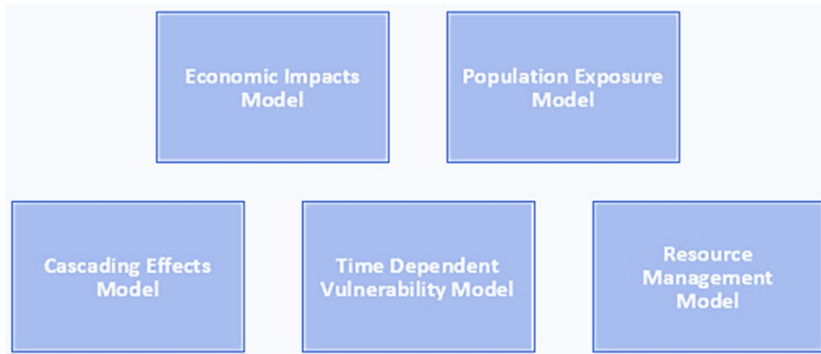 Economic Impacts
Model
Population Exposure
Model
Cascading Effects
Model
Time Dependent
Vulnerability Model
Resource
Management
Model